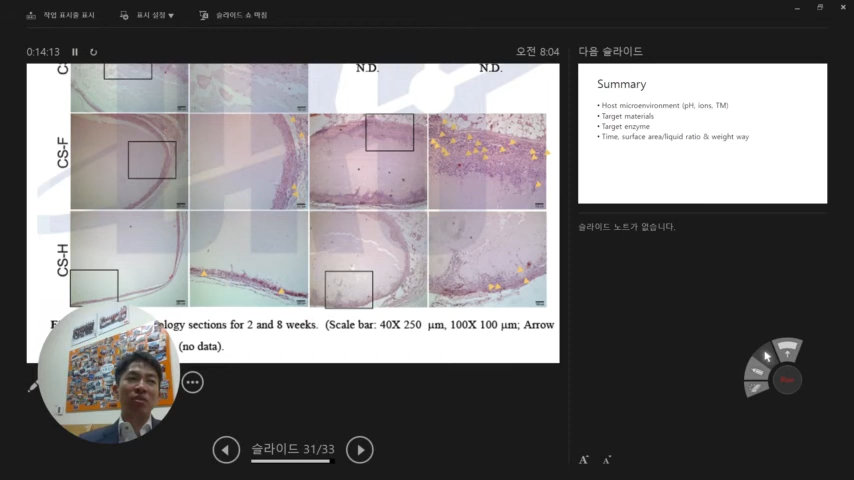 작업 표시줄 표시
표시 설정 ▼
슬라이드 쇼 마침
0:14:13
오전 8:04
다음 슬라이드
N.D.
N.D.
CS-F
CS-H
ology sections for 2 and 8 weeks. (Scale bar: 40X 250 μm, 100X 100 μm; Arrow
(no data).
Summary
• Host microenvironment (pH, ions, TM)
• Target materials
• Target enzyme
• Time, surface area/liquid ratio & weight way
슬라이드 노트가 없습니다.
슬라이드 31/33
A A